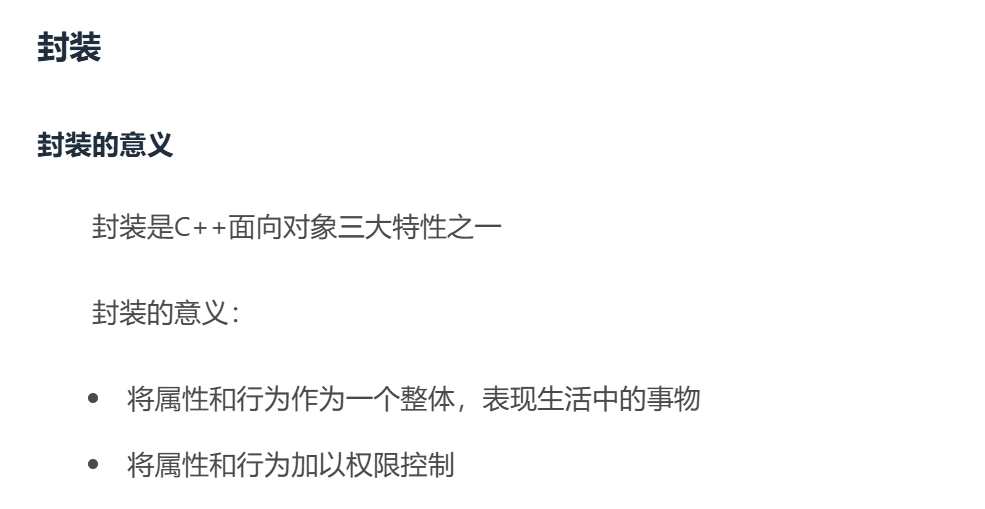 封装
封装的意义
封装是C++面向对象三大特性之一
封装的意义：
将属性和行为作为一个整体，表现生活中的事物
将属性和行为加以权限控制